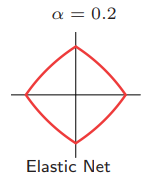 α = 0.2
Elastic Net